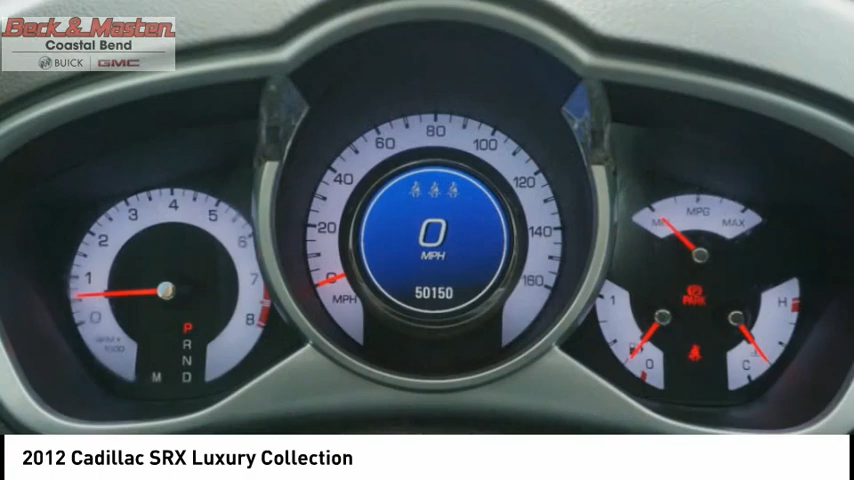 Beck & Masten
Coastal Bend
BUICK | GMC
0 1 2 3 4 5 6 7 8
RPM x 1000
P
R
N
M D
0 20 40 60 80 100 120 140 160
MPH
0
MPH
50150
MPG
MAX
PARK
1
0
H
C
2012 Cadillac SRX Luxury Collection